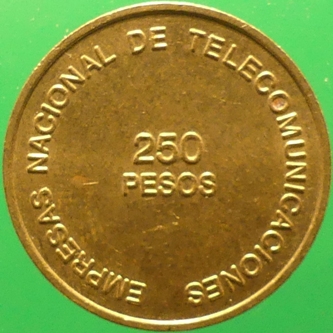 EMPRESAS NACIONAL DE TELECOMUNICACIONES
250
PESOS